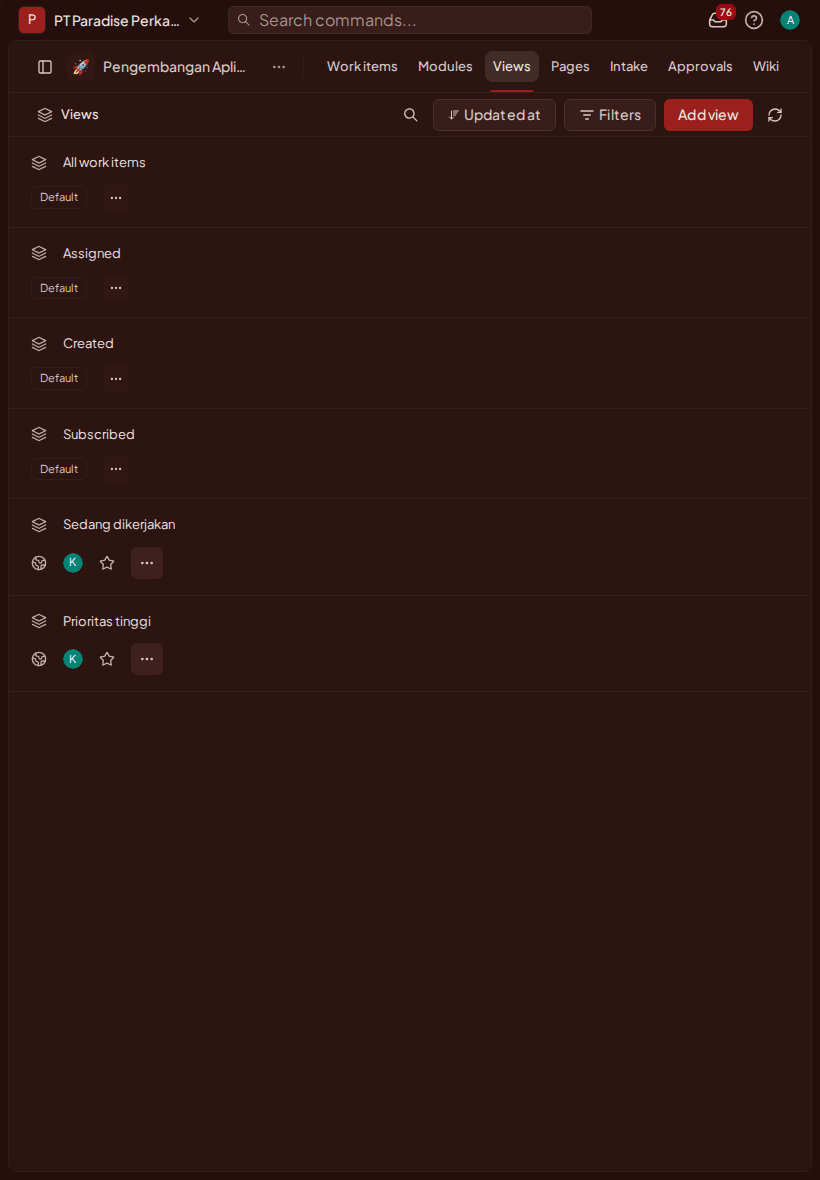 P PT Paradise Perka... Search commands... 76 A
🚀 Pengembangan Apli... Work items Modules Views Pages Intake Approvals Wiki
Views Updated at Filters Add view
All work items
Default
Assigned
Default
Created
Default
Subscribed
Default
Sedang dikerjakan
K
Prioritas tinggi
K